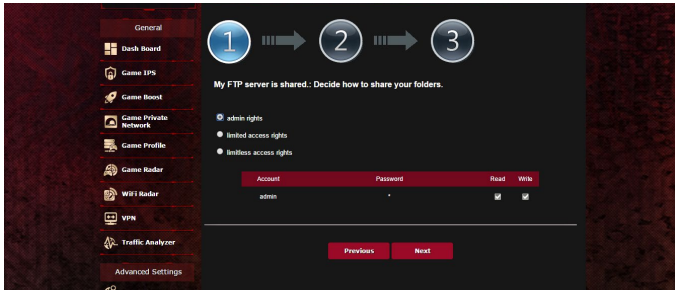 General
Dash Board
Game IPS
Game Boost
Game Private
Network
Game Profile
Game Radar
WiFi Radar
VPN
Traffic Analyzer
Advanced Settings
1
2
3
My FTP server is shared.: Decide how to share your folders.
admin rights
limited access rights
limitless access rights
Account Password Read Write
admin *
Previous Next